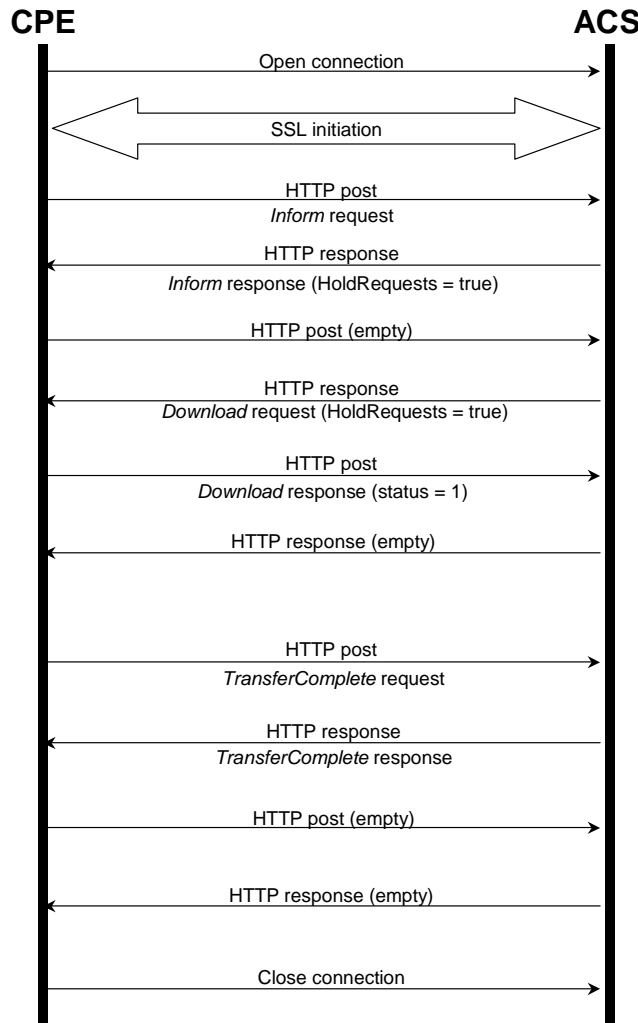 CPE ACS
Open connection
SSL initiation
HTTP post
Inform request
HTTP response
Inform response (HoldRequests = true)
HTTP post (empty)
HTTP response
Download request (HoldRequests = true)
HTTP post
Download response (status = 1)
HTTP response (empty)
HTTP post
TransferComplete request
HTTP response
TransferComplete response
HTTP post (empty)
HTTP response (empty)
Close connection